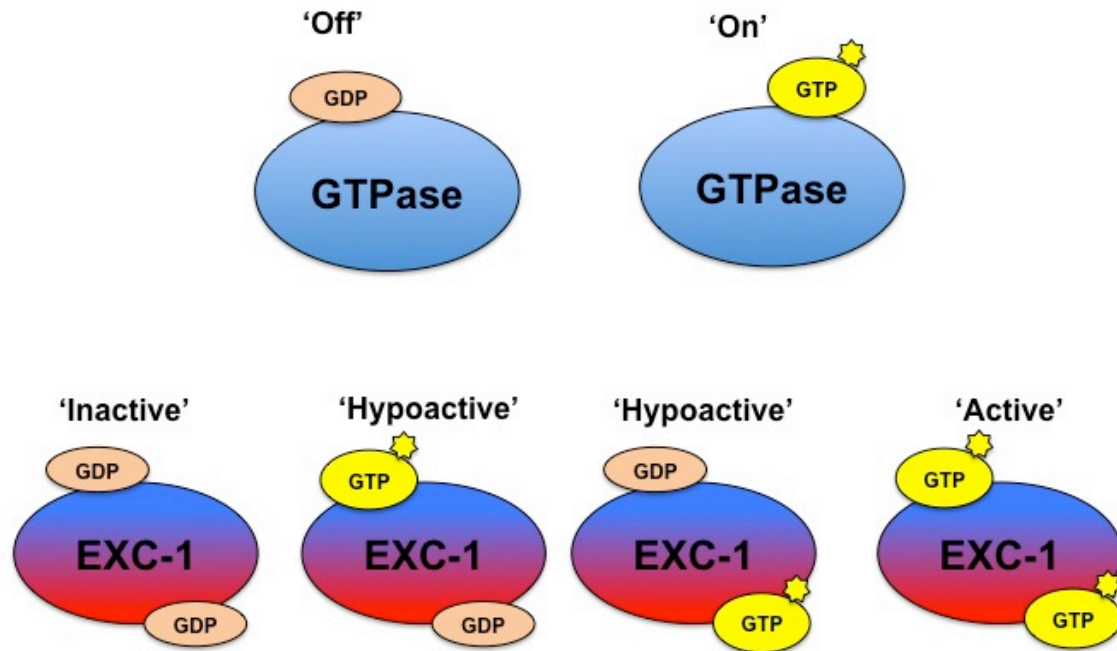 ‘Off’ ‘On’
GDP GTP
GTPase GTPase
‘Inactive’ ‘Hypoactive’ ‘Hypoactive’ ‘Active’
GDP GTP GDP GTP
EXC-1 EXC-1 EXC-1 EXC-1
GDP GDP GTP GTP